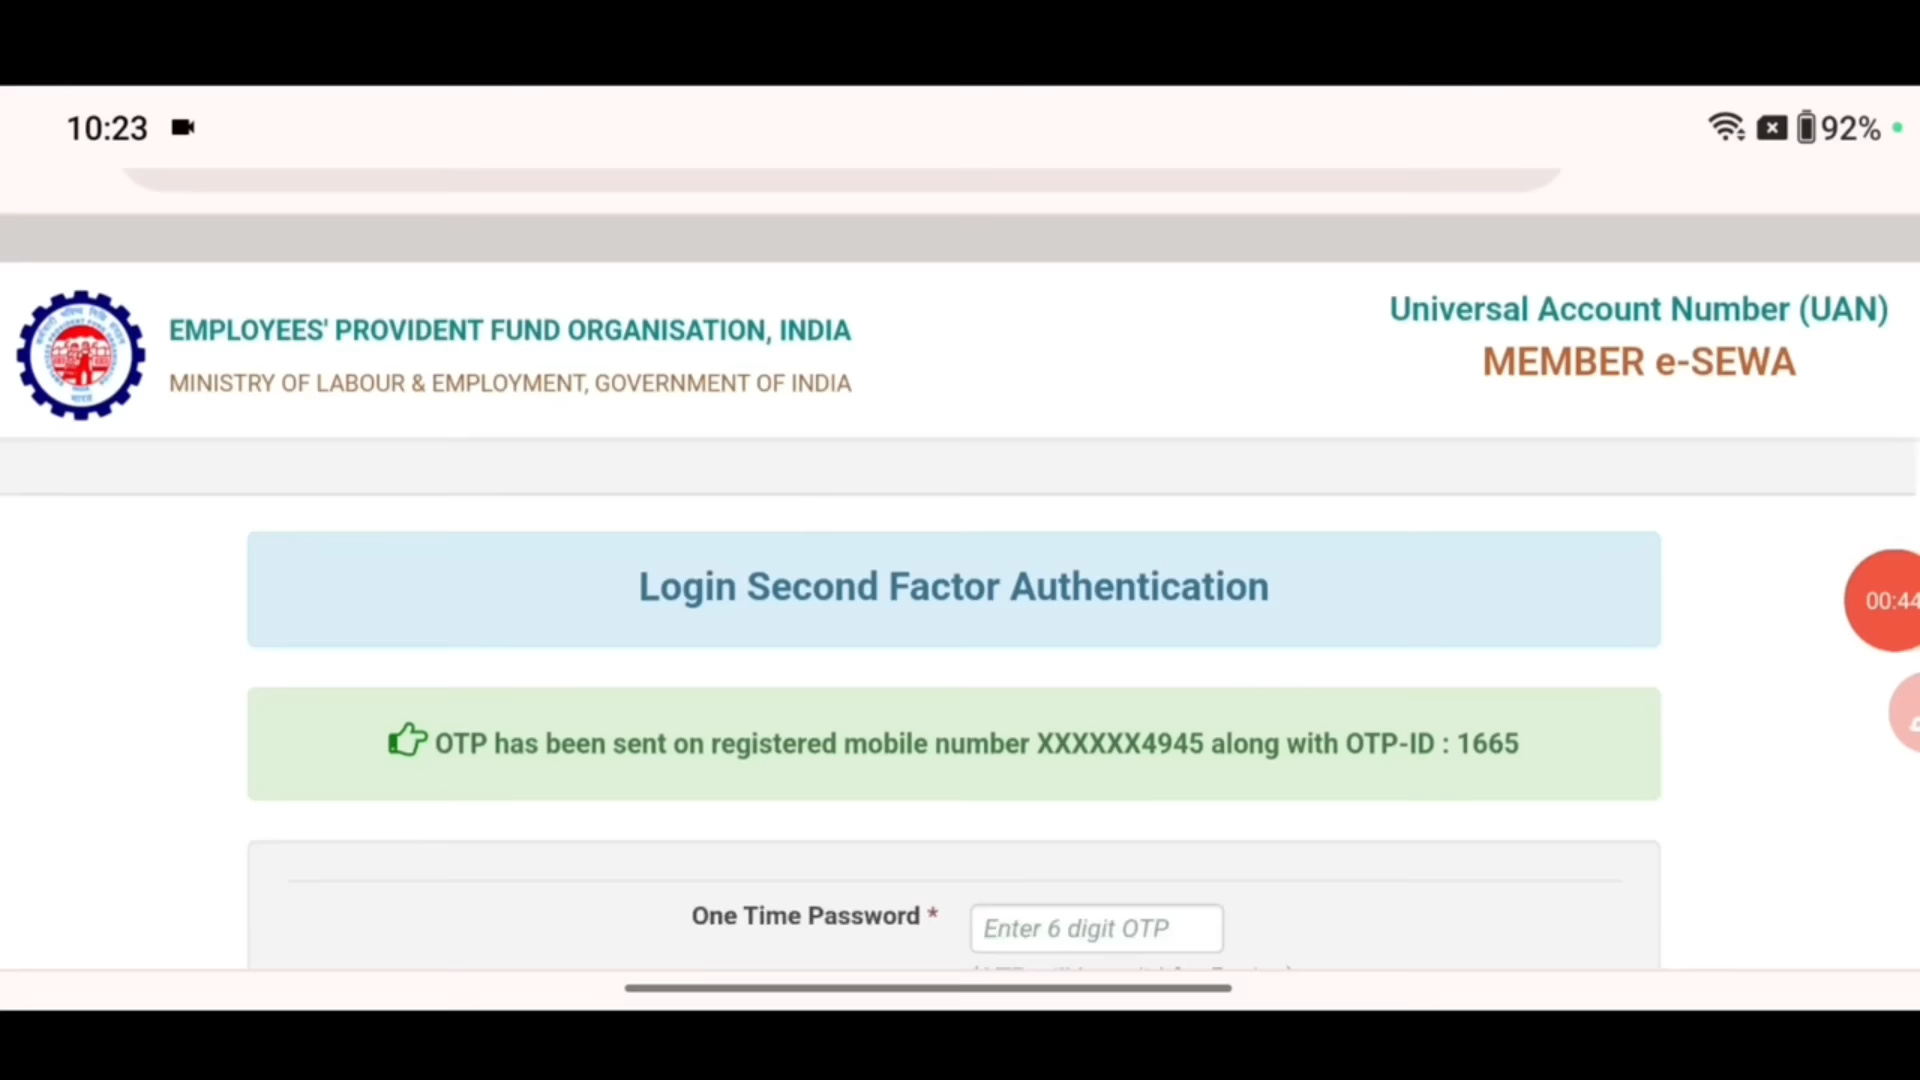 10:23
92%
EMPLOYEES' PROVIDENT FUND ORGANISATION, INDIA
MINISTRY OF LABOUR & EMPLOYMENT, GOVERNMENT OF INDIA
Universal Account Number (UAN)
MEMBER e-SEWA
Login Second Factor Authentication
00:44
OTP has been sent on registered mobile number XXXXXX4945 along with OTP-ID : 1665
One Time Password *
Enter 6 digit OTP